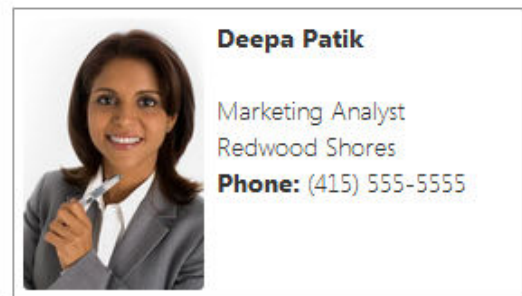 Deepa Patik
Marketing Analyst
Redwood Shores
Phone: (415) 555-5555